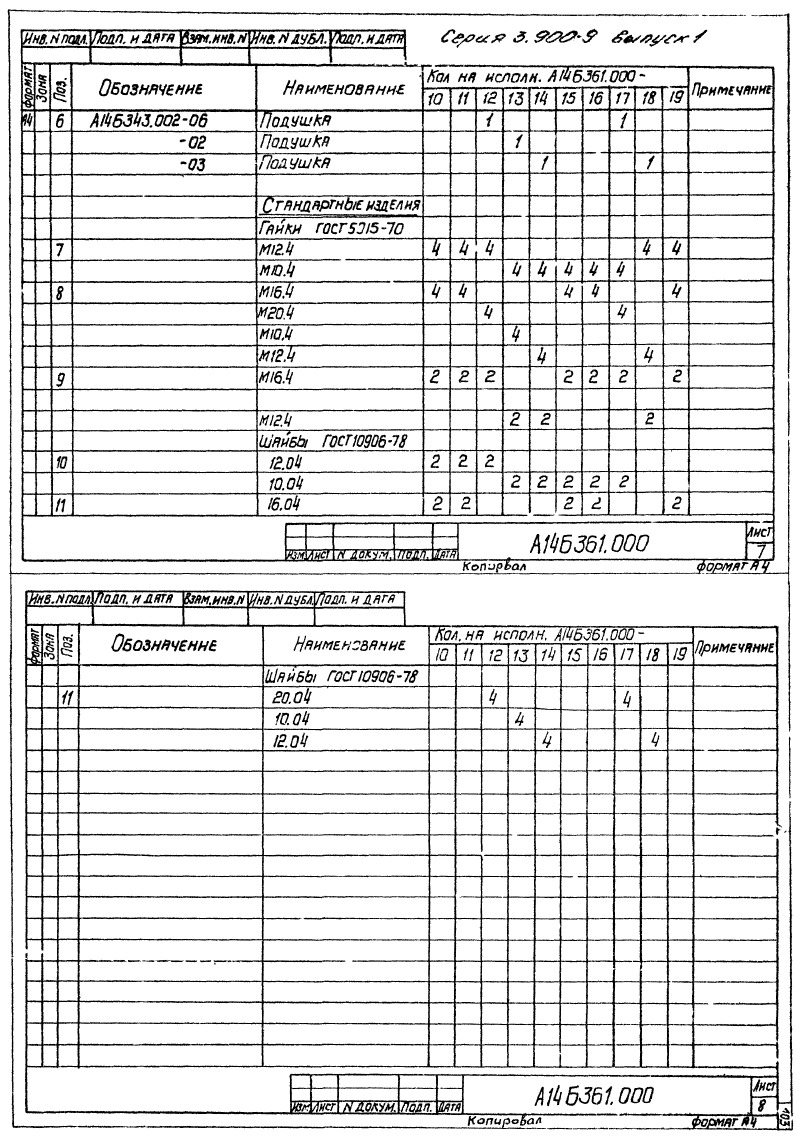 Серия 3.900-9 выпуск 1
Инв. N подл. Подп. и дата Взам. инв. N Инв. N дубл. Подп. и дата
Формат Зона Поз. Обозначение Наименование Кол на исполн. А14Б361.000 - Примечание
10 11 12 13 14 15 16 17 18 19
14 6 А14Б343.002-06 Подушка 1 1
-02 Подушка 1
-03 Подушка 1 1
Стандартные изделия
Гайки ГОСТ 5915-70
7 М12.4 4 4 4 4 4
М10.4 4 4 4 4 4
8 М16.4 4 4 4 4 4
М20.4 4 4
М10.4 4
М12.4 4 4
9 М16.4 2 2 2 2 2 2 2
М12.4 2 2 2
Шайбы ГОСТ 10906-78
10 12.04 2 2 2
10.04 2 2 2 2 2
11 16.04 2 2 2 2 2
Изм Лист N докум. Подп. Дата А14Б361.000 Лист 7
Копировал формат А4
Инв. N подл. Подп. и дата Взам. инв. N Инв. N дубл. Подп. и дата
Формат Зона Поз. Обозначение Наименование Кол. на исполн. А14Б361.000 - Примечание
10 11 12 13 14 15 16 17 18 19
Шайбы ГОСТ 10906-78
11 20.04 4 4
10.04 4
12.04 4 4
Изм Лист N докум. Подп. Дата А14Б361.000 Лист 8
Копировал формат А4
103